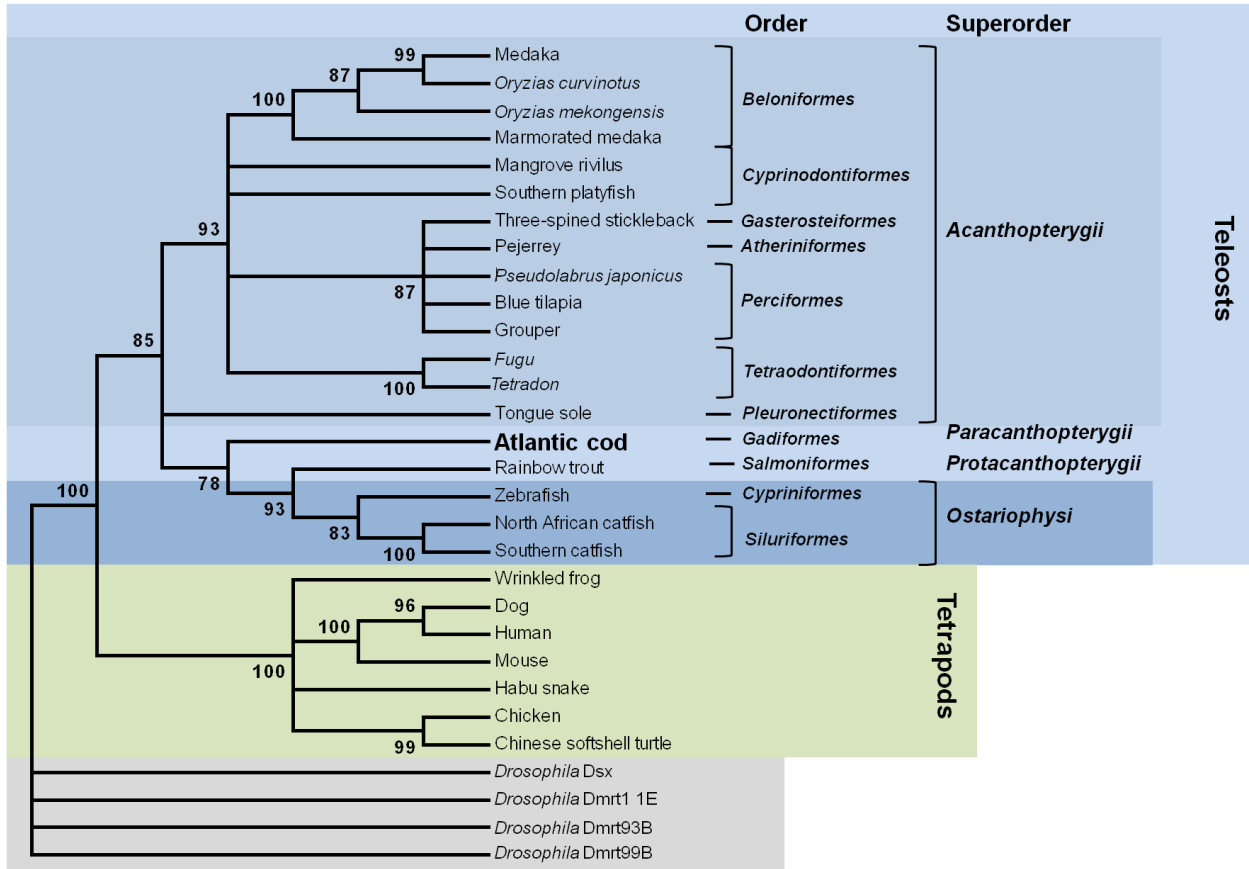 Order Superorder
99 Medaka
87 Oryzias curvinotus
100 Oryzias mekongensis Beloniformes
Marmorated medaka
Mangrove rivilus Cyprinodontiformes
Southern platyfish
93 Three-spined stickleback Gasterosteiformes Acanthopterygii
Pejerrey Atheriniformes
Pseudolabrus japonicus
87 Blue tilapia Perciformes
Grouper
85 Fugu
100 Tetradon Tetraodontiformes
Tongue sole Pleuronectiformes
Atlantic cod Gadiformes Paracanthopterygii
Rainbow trout Salmoniformes Protacanthopterygii
100 78 93 Zebrafish Cypriniformes
83 North African catfish Ostariophysi
100 Southern catfish Siluriformes
Teleosts
Wrinkled frog
96 Dog
100 Human
100 Mouse
Habu snake
Chicken
99 Chinese softshell turtle
Tetrapods
Drosophila Dsx
Drosophila Dmrt1 1E
Drosophila Dmrt93B
Drosophila Dmrt99B